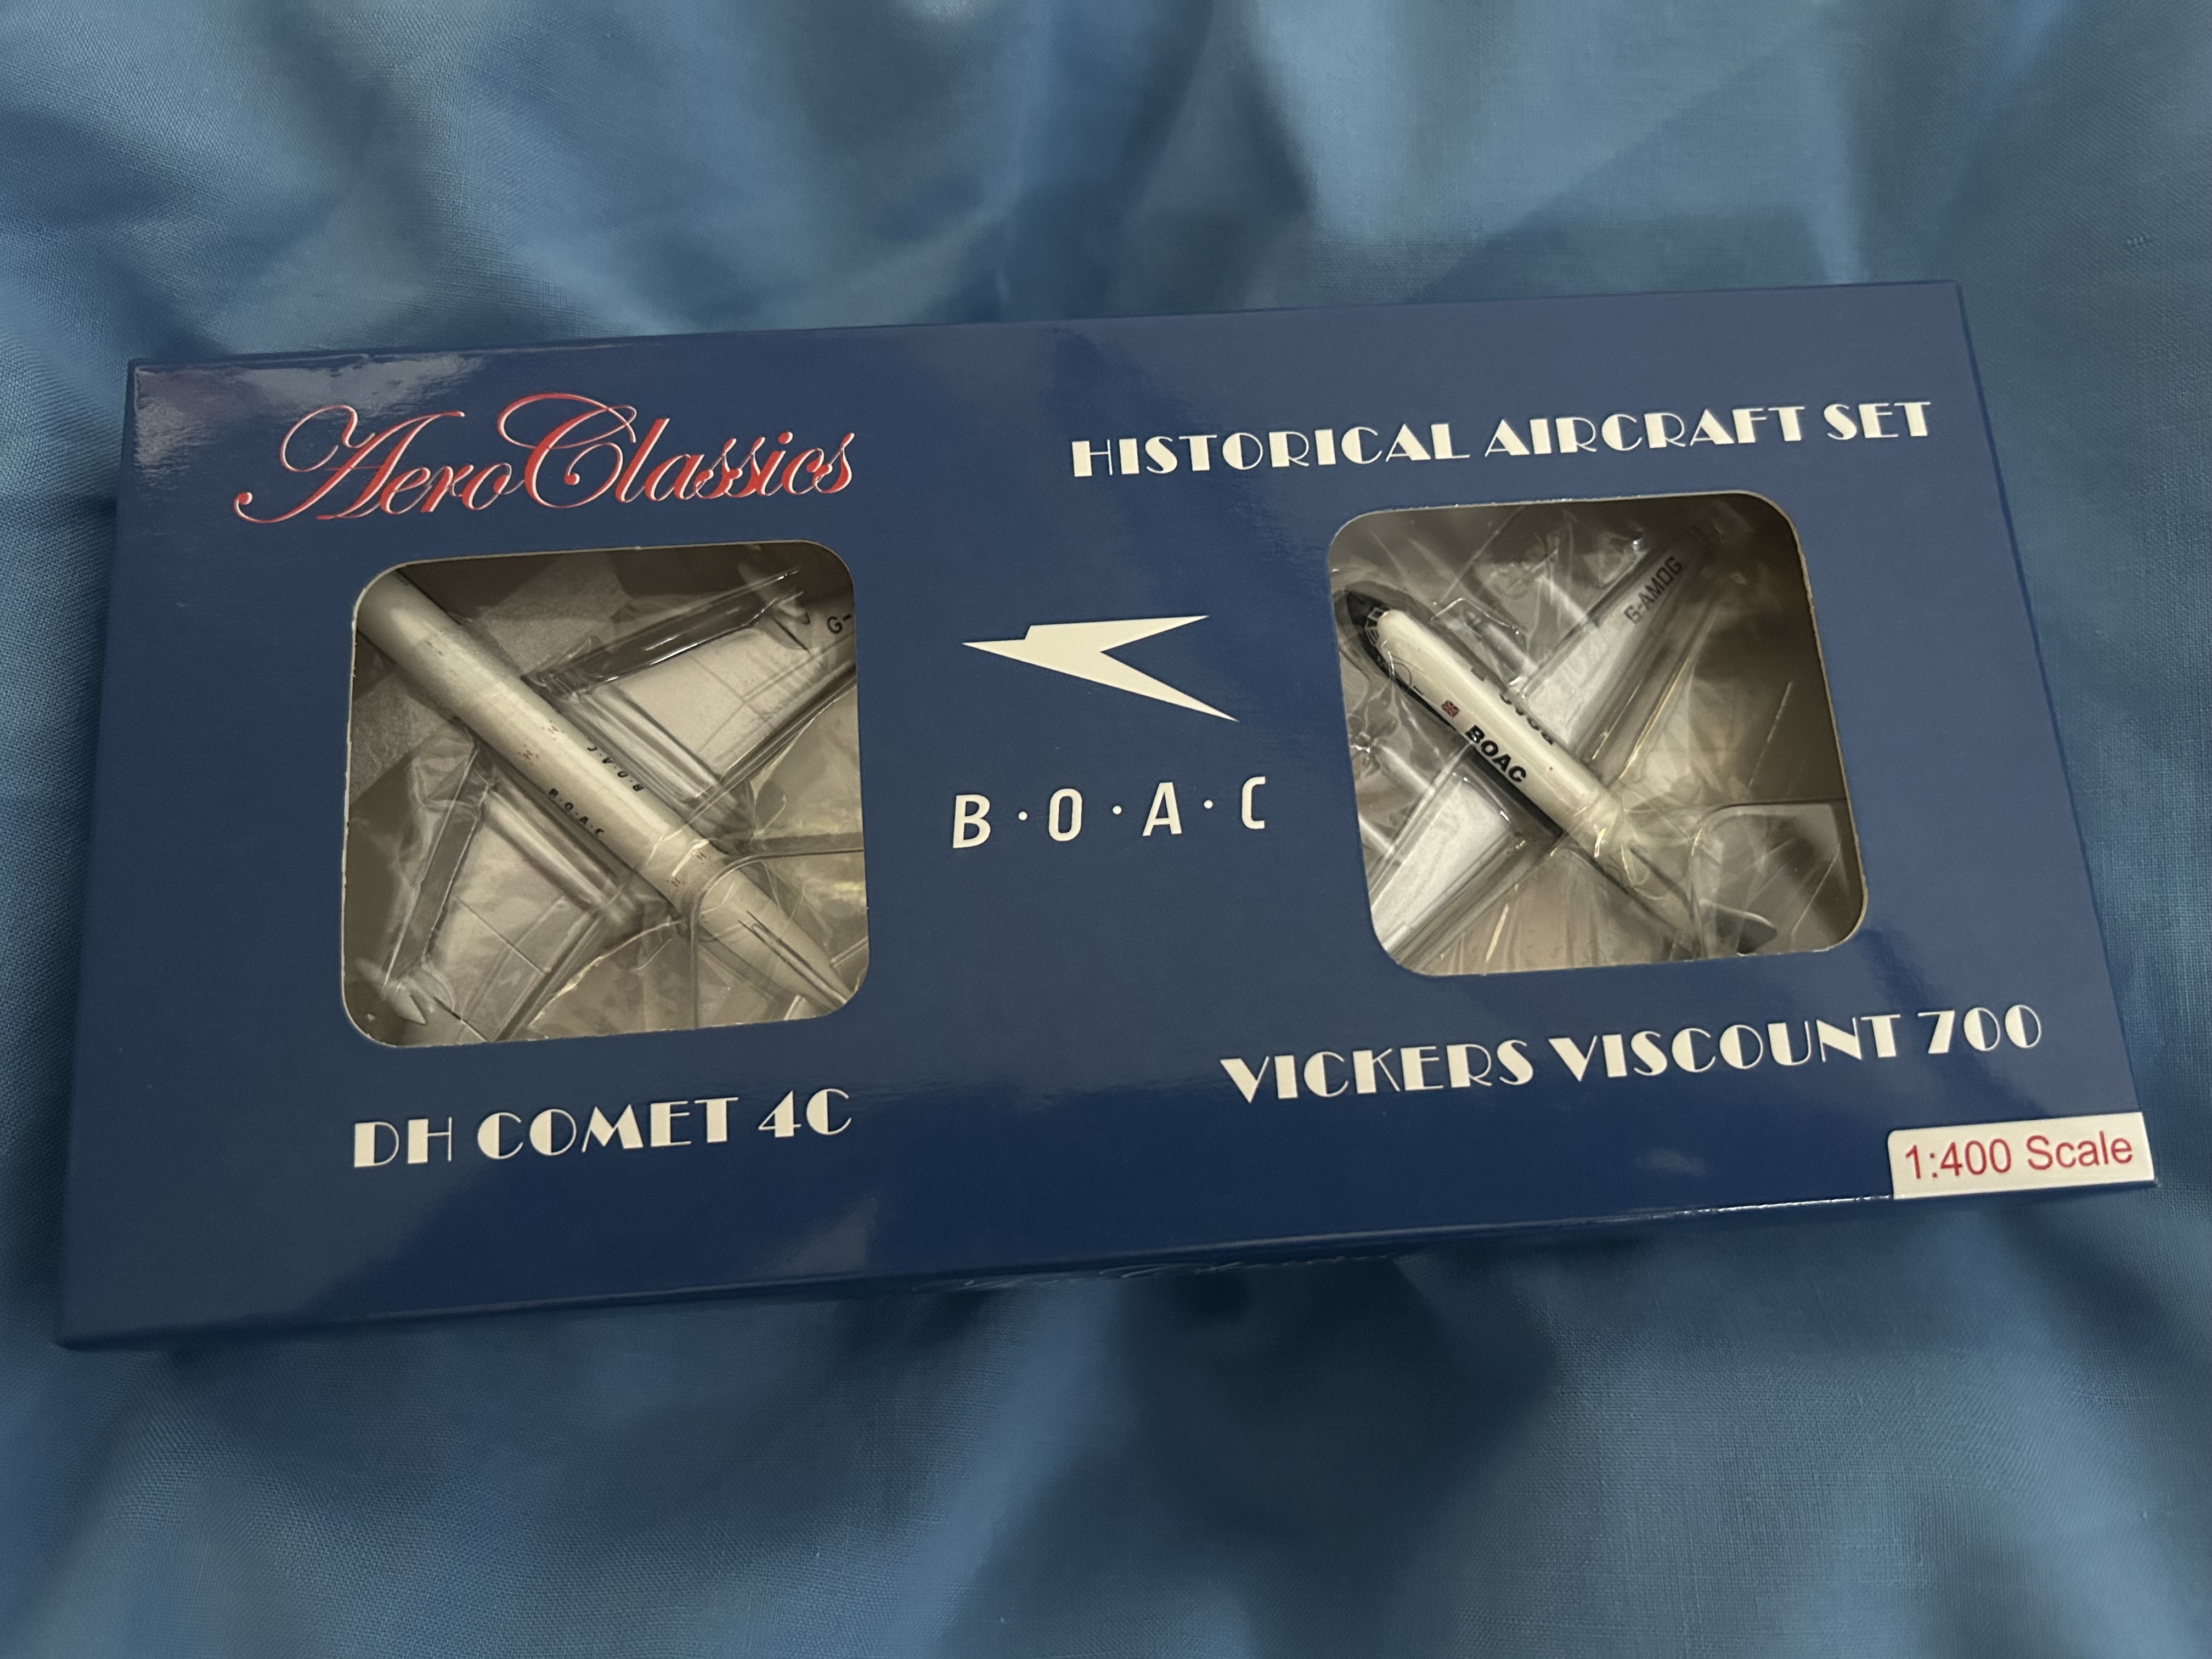 AeroClassics
HISTORICAL AIRCRAFT SET
G-
G-AMOG
BOAC
B·O·A·C
B·O·A·C
B·O·A·C
DH COMET 4C
VICKERS VISCOUNT 700
1:400 Scale